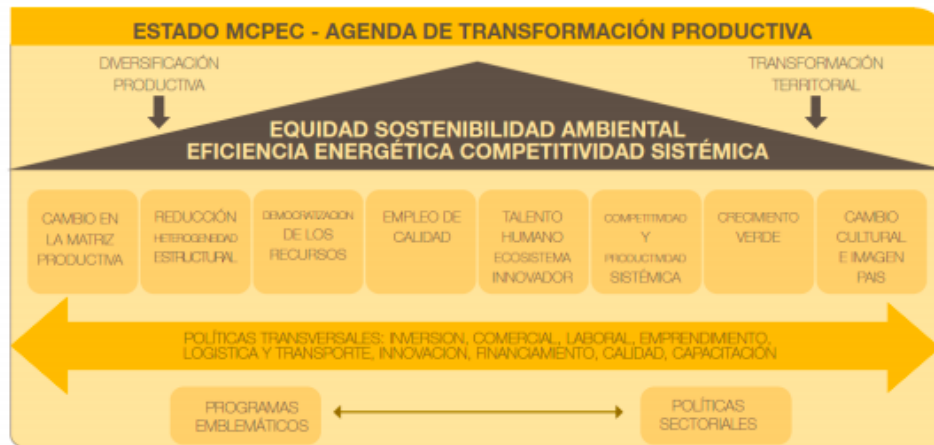 ESTADO MCPEC - AGENDA DE TRANSFORMACIÓN PRODUCTIVA
DIVERSIFICACIÓN
PRODUCTIVA
TRANSFORMACIÓN
TERRITORIAL
EQUIDAD SOSTENIBILIDAD AMBIENTAL
EFICIENCIA ENERGÉTICA COMPETITIVIDAD SISTÉMICA
CAMBIO EN
LA MATRIZ
PRODUCTIVA
REDUCCIÓN
HETEROGENEIDAD
ESTRUCTURAL
DEMOCRATIZACION
DE LOS
RECURSOS
EMPLEO DE
CALIDAD
TALENTO
HUMANO
ECOSISTEMA
INNOVADOR
COMPETITIVIDAD
Y
PRODUCTIVIDAD
SISTÉMICA
CRECIMIENTO
VERDE
CAMBIO
CULTURAL
E IMAGEN
PAIS
POLÍTICAS TRANSVERSALES: INVERSION, COMERCIAL, LABORAL, EMPRENDIMIENTO,
LOGISTICA Y TRANSPORTE, INNOVACION, FINANCIAMIENTO, CALIDAD, CAPACITACIÓN
PROGRAMAS
EMBLEMÁTICOS
POLÍTICAS
SECTORIALES